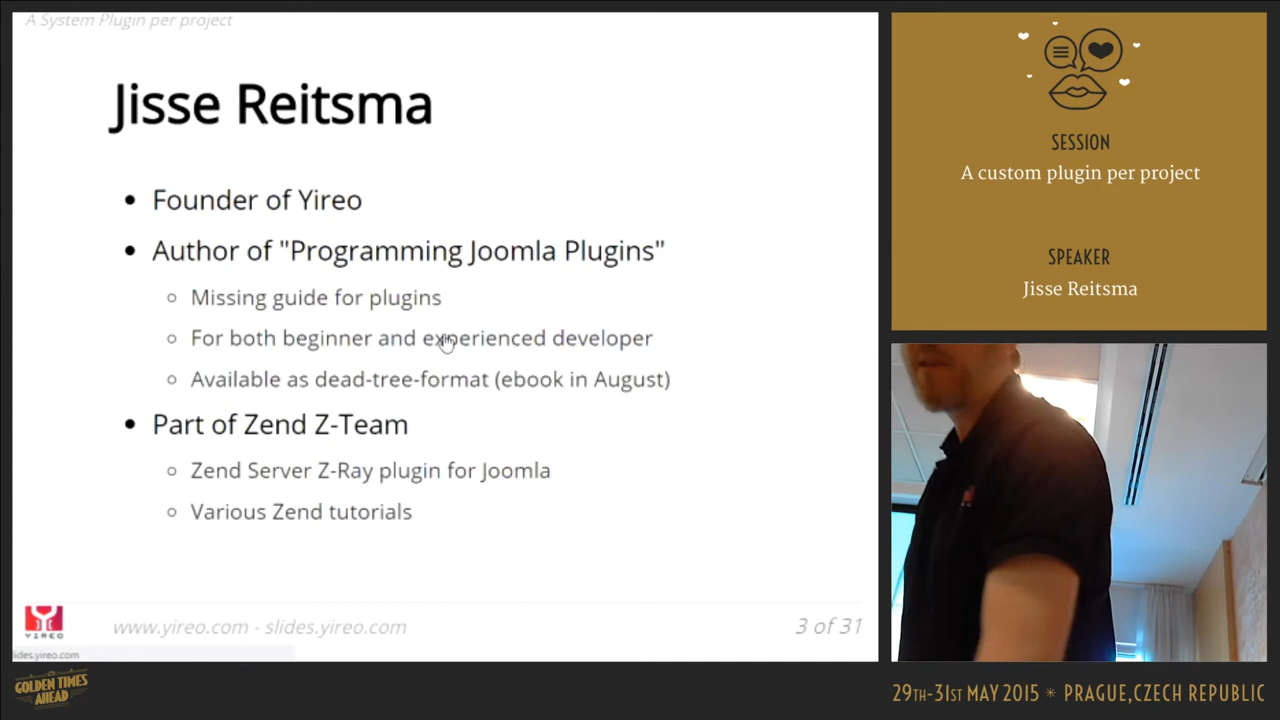 A System Plugin per project
Jisse Reitsma
Founder of Yireo
Author of "Programming Joomla Plugins"
Missing guide for plugins
For both beginner and experienced developer
Available as dead-tree-format (ebook in August)
Part of Zend Z-Team
Zend Server Z-Ray plugin for Joomla
Various Zend tutorials
YIREO
www.yireo.com - slides.yireo.com
3 of 31
lides.yireo.com
SESSION
A custom plugin per project
SPEAKER
Jisse Reitsma
GOLDEN TIMES
AHEAD
29TH-31ST MAY 2015 * PRAGUE,CZECH REPUBLIC